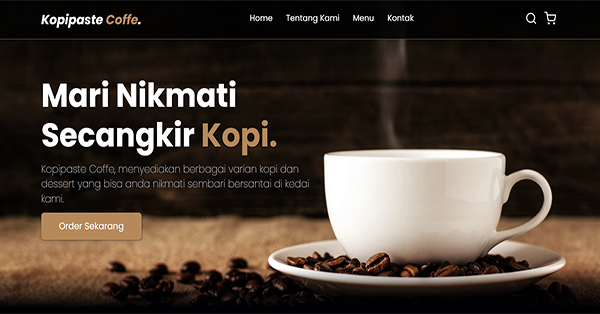 Kopipaste Coffe.
Home Tentang Kami Menu Kontak
Mari Nikmati
Secangkir Kopi.
Kopipaste Coffe, menyediakan berbagai varian kopi dan
dessert yang bisa anda nikmati sembari bersantai di kedai
kami.
Order Sekarang